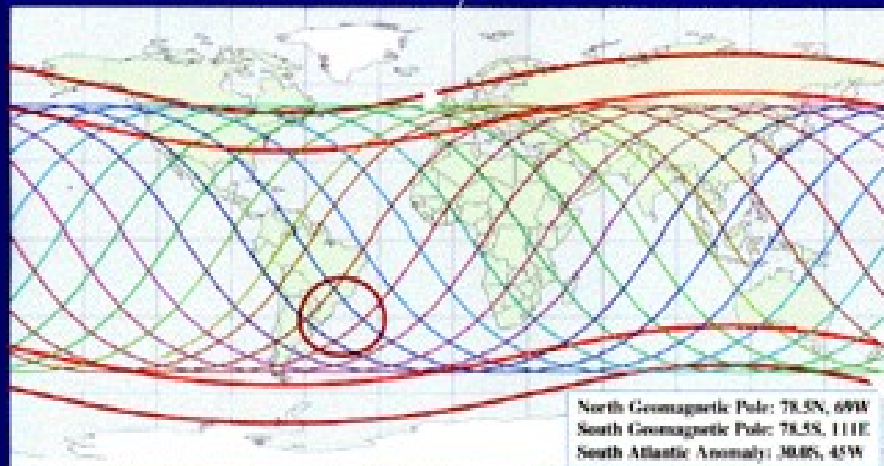 North Geomagnetic Pole: 78.5N, 69W
South Geomagnetic Pole: 78.5S, 111E
South Atlantic Anomaly: 30.0S, 45W